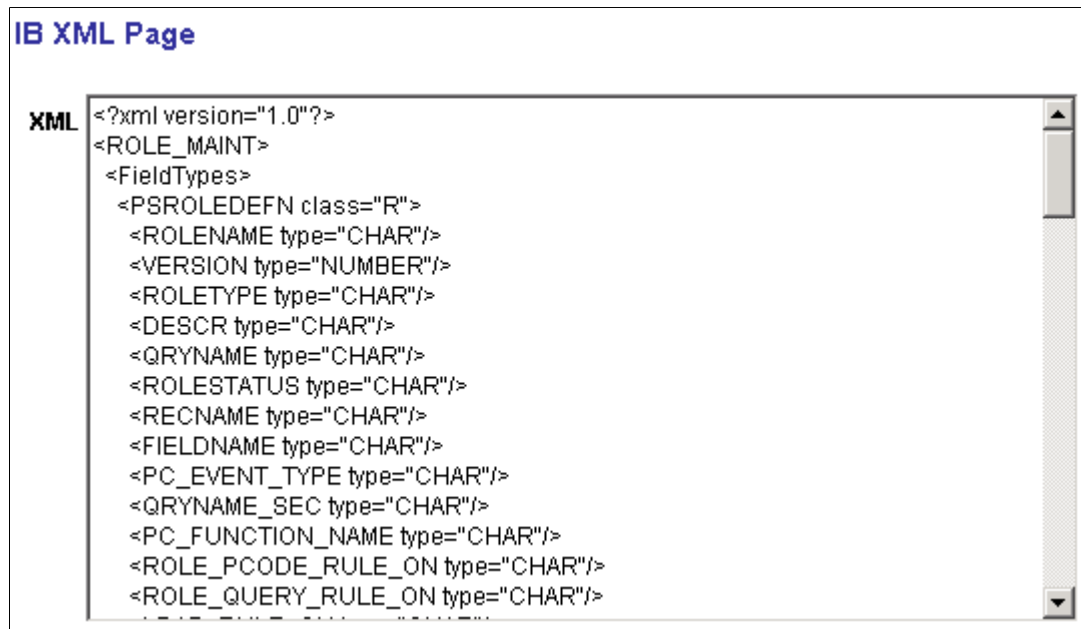 IB XML Page
XML
<?xml version="1.0"?>
<ROLE_MAINT>
<FieldTypes>
<PSROLEDEFN class="R">
<ROLENAME type="CHAR"/>
<VERSION type="NUMBER"/>
<ROLETYPE type="CHAR"/>
<DESCR type="CHAR"/>
<QRYNAME type="CHAR"/>
<ROLESTATUS type="CHAR"/>
<RECNAME type="CHAR"/>
<FIELDNAME type="CHAR"/>
<PC_EVENT_TYPE type="CHAR"/>
<QRYNAME_SEC type="CHAR"/>
<PC_FUNCTION_NAME type="CHAR"/>
<ROLE_PCODE_RULE_ON type="CHAR"/>
<ROLE_QUERY_RULE_ON type="CHAR"/>